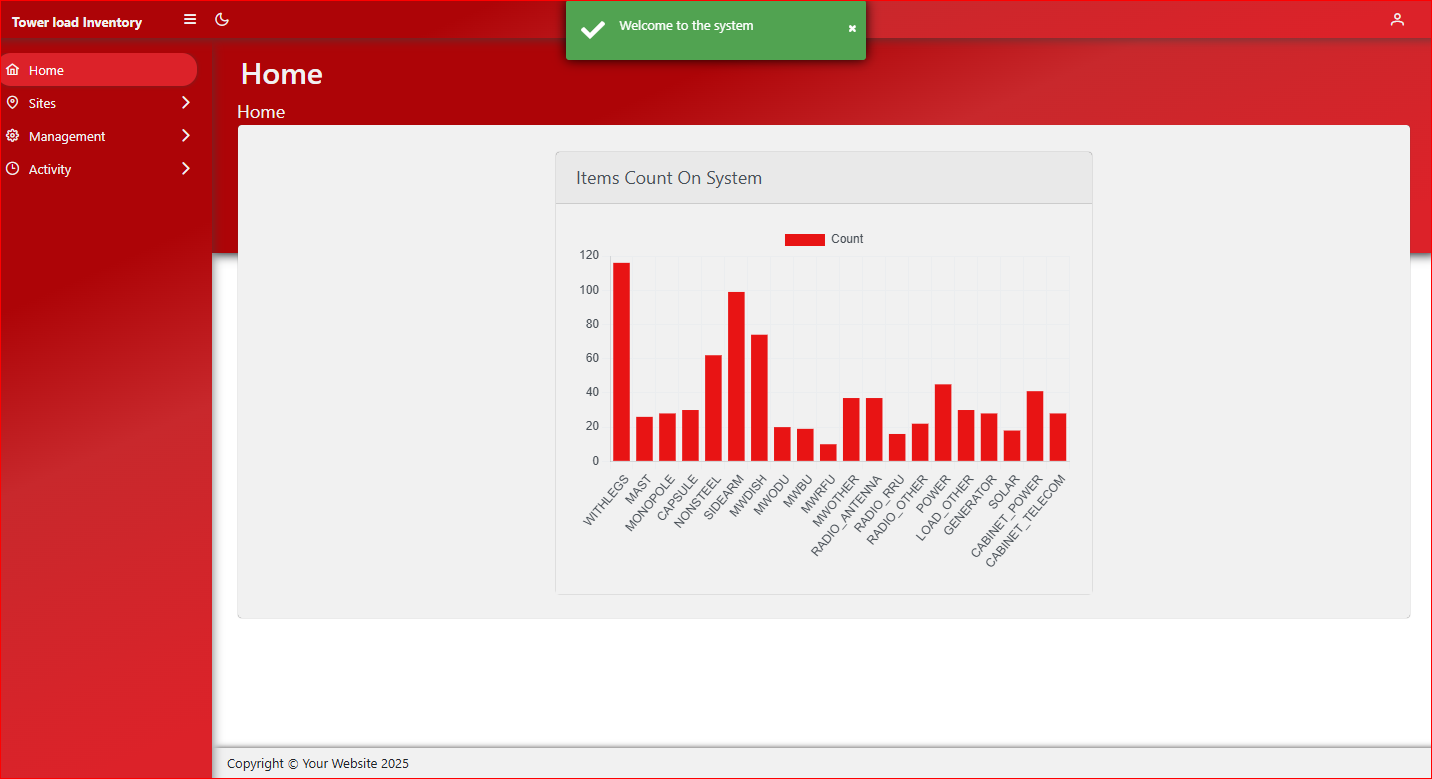 Tower load Inventory
Welcome to the system
Home
Sites
Management
Activity
Home
Home
Items Count On System
Count
120
100
80
60
40
20
0
WITHLEGS
MAST
MONOPOLE
CAPSULE
NONSTEEL
SIDEARM
MWDISH
MWODU
MWBU
MWRFU
MWOTHER
RADIO_ANTENNA
RADIO_RRU
RADIO_OTHER
POWER
LOAD_OTHER
GENERATOR
SOLAR
CABINET_POWER
CABINET_TELECOM
Copyright © Your Website 2025